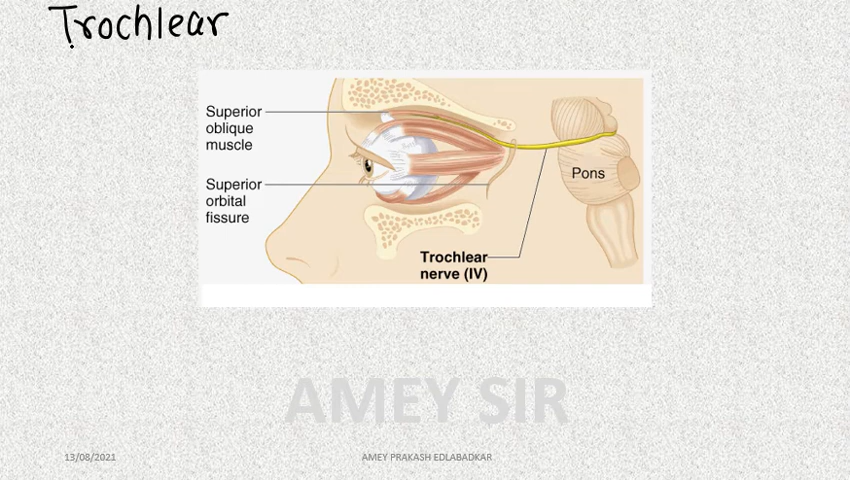 Trochlear
Superior
oblique
muscle
Superior
orbital
fissure
Pons
Trochlear
nerve (IV)
AMEY SIR
13/08/2021
AMEY PRAKASH EDLABADKAR